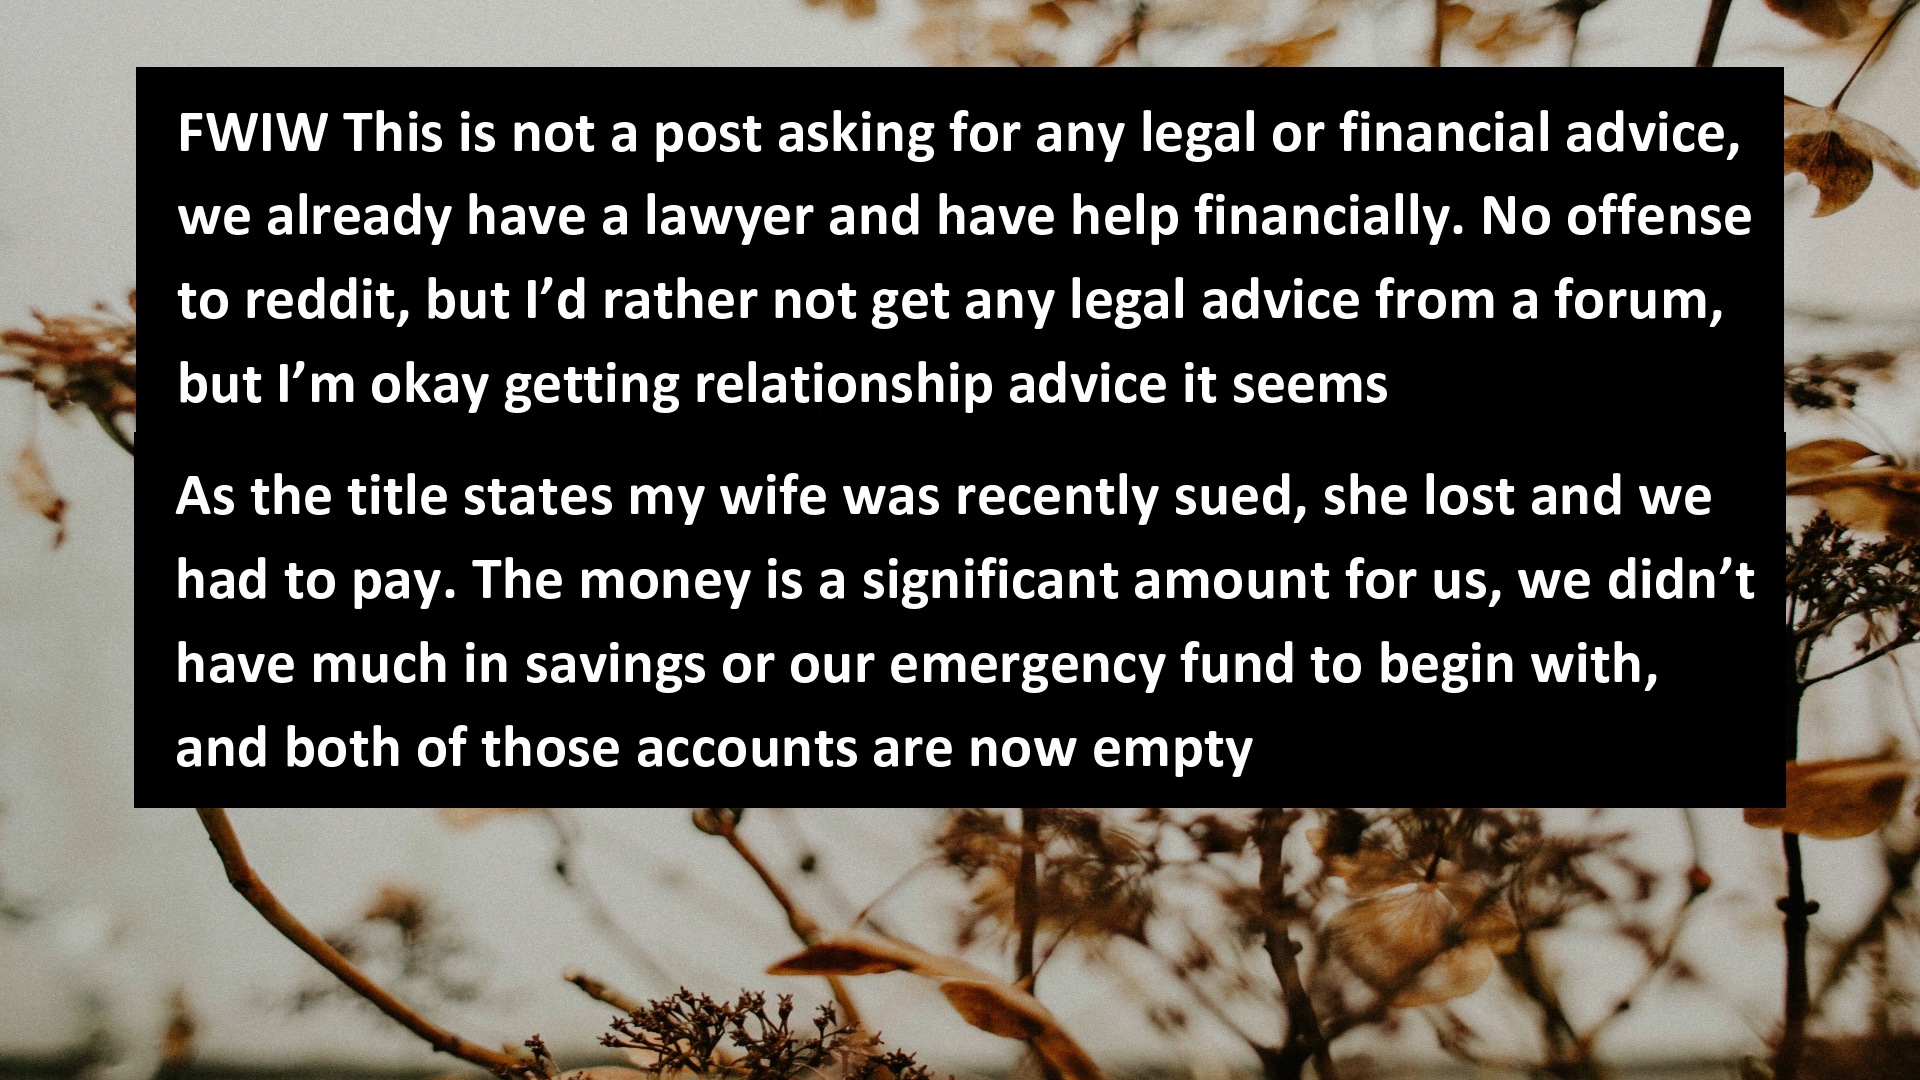 FWIW This is not a post asking for any legal or financial advice,
we already have a lawyer and have help financially. No offense
to reddit, but I’d rather not get any legal advice from a forum,
but I’m okay getting relationship advice it seems
As the title states my wife was recently sued, she lost and we
had to pay. The money is a significant amount for us, we didn’t
have much in savings or our emergency fund to begin with,
and both of those accounts are now empty